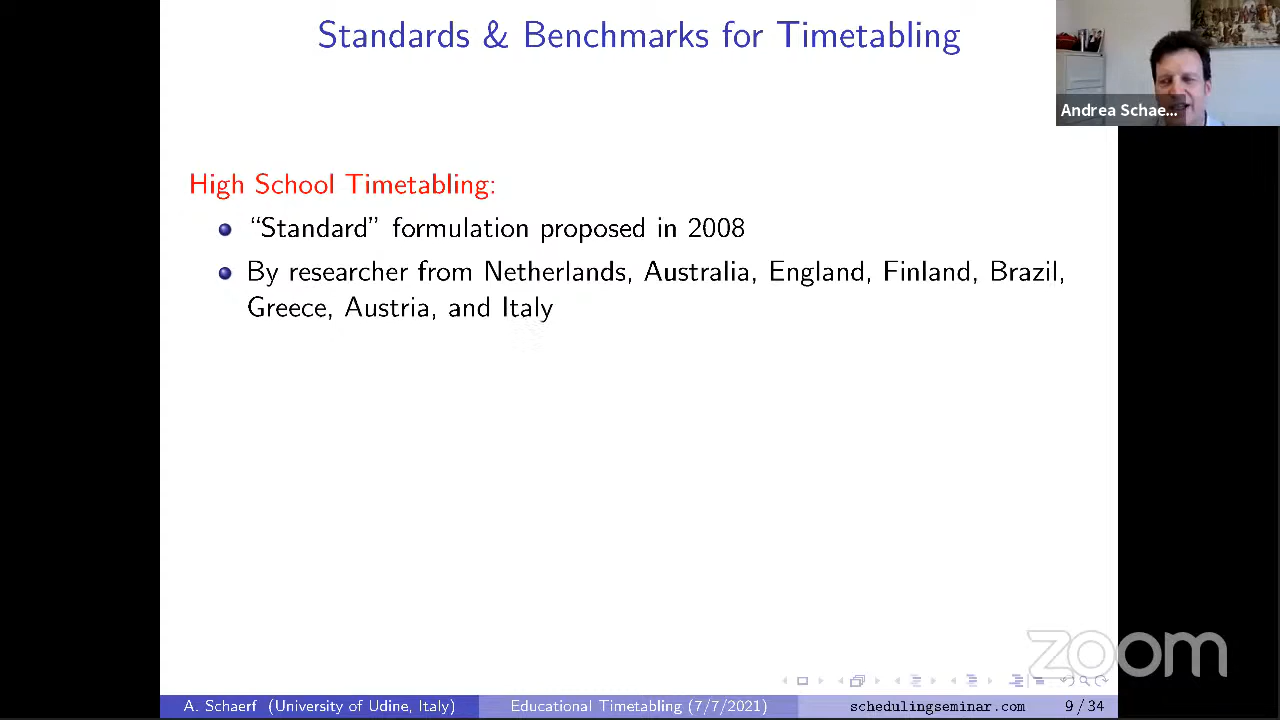 Standards & Benchmarks for Timetabling
Andrea Schae...
High School Timetabling:
“Standard” formulation proposed in 2008
By researcher from Netherlands, Australia, England, Finland, Brazil,
Greece, Austria, and Italy
zoom
A. Schaerf (University of Udine, Italy)
Educational Timetabling (7/7/2021)
schedulingseminar.com
9 / 34